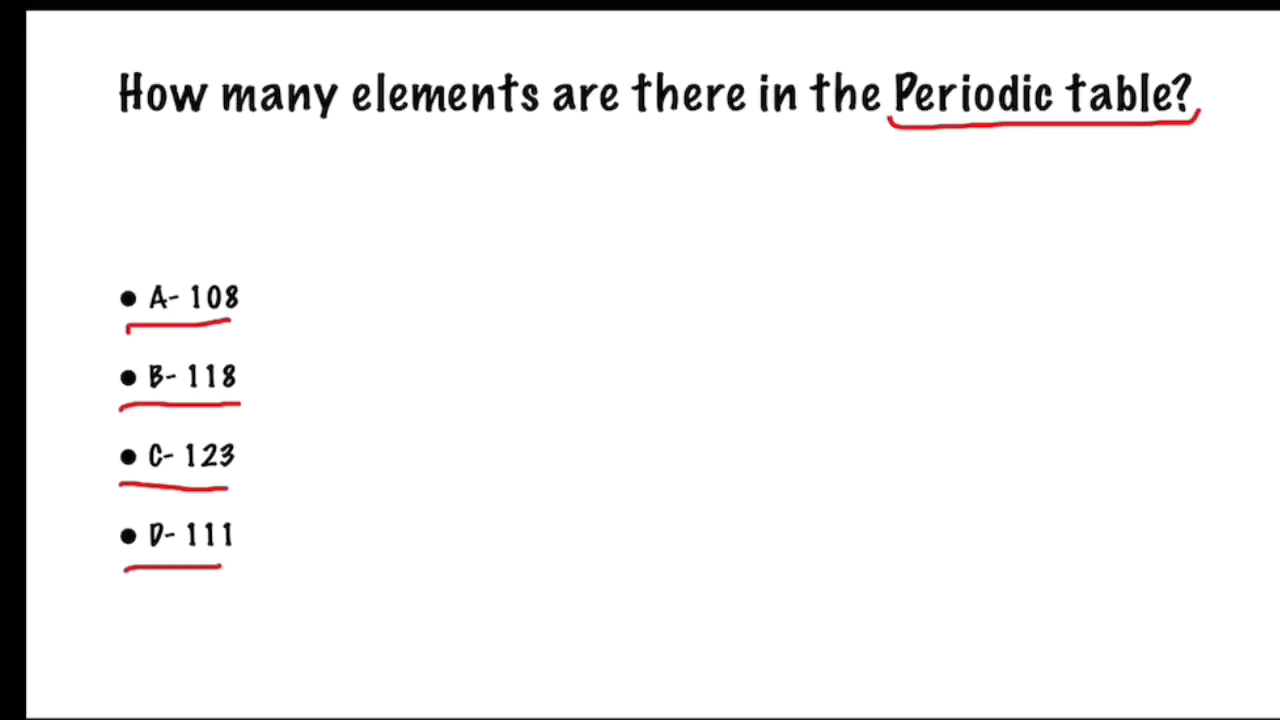 How many elements are there in the Periodic table?
● A- 108
● B- 118
● C- 123
● D- 111